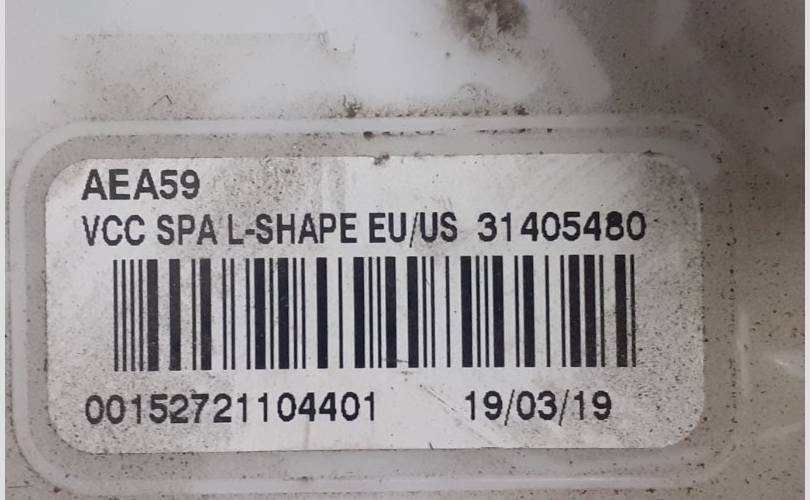 AEA59
VCC SPA L-SHAPE EU/US 31405480
00152721104401 19/03/19